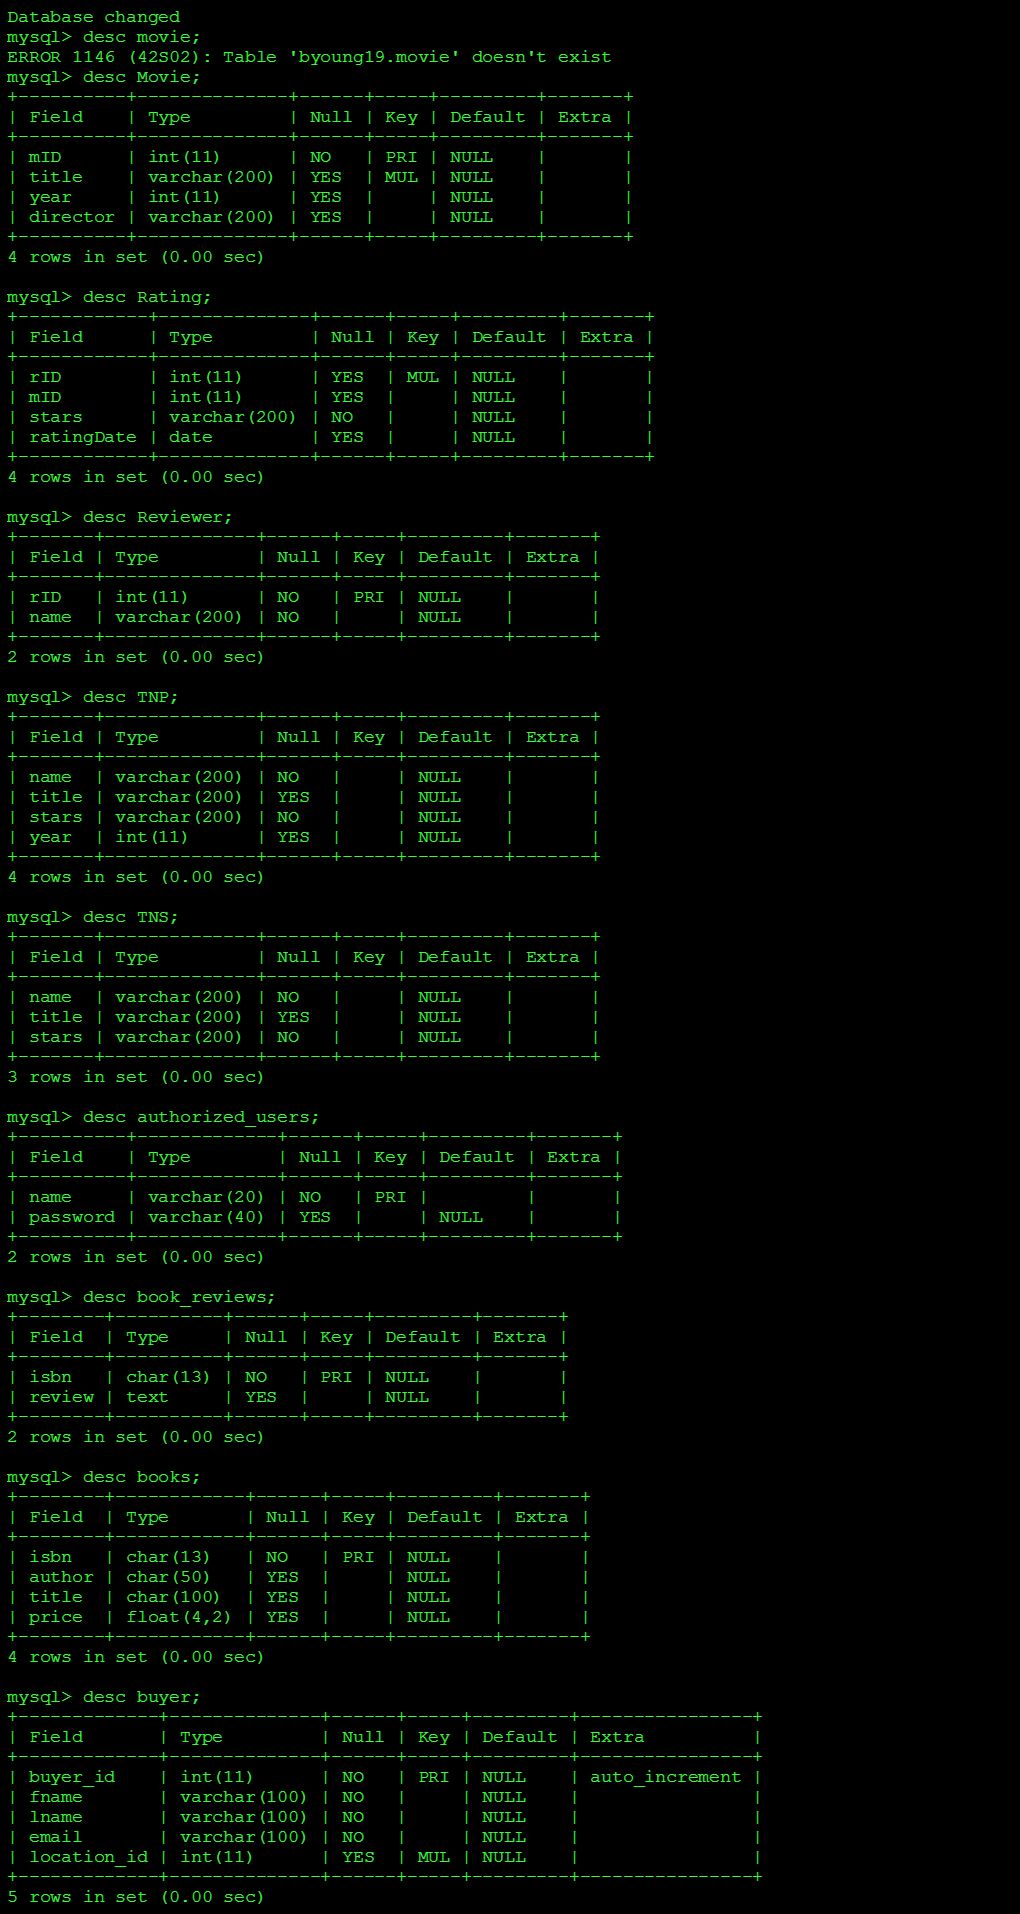 Database changed
mysql> desc movie;
ERROR 1146 (42S02): Table 'byoung19.movie' doesn't exist
mysql> desc Movie;
+----------+--------------+------+-----+---------+-------+
| Field    | Type         | Null | Key | Default | Extra |
+----------+--------------+------+-----+---------+-------+
| mID      | int(11)      | NO   | PRI | NULL    |       |
| title    | varchar(200) | YES  | MUL | NULL    |       |
| year     | int(11)      | YES  |     | NULL    |       |
| director | varchar(200) | YES  |     | NULL    |       |
+----------+--------------+------+-----+---------+-------+
4 rows in set (0.00 sec)

mysql> desc Rating;
+------------+--------------+------+-----+---------+-------+
| Field      | Type         | Null | Key | Default | Extra |
+------------+--------------+------+-----+---------+-------+
| rID        | int(11)      | YES  | MUL | NULL    |       |
| mID        | int(11)      | YES  |     | NULL    |       |
| stars      | varchar(200) | NO   |     | NULL    |       |
| ratingDate | date         | YES  |     | NULL    |       |
+------------+--------------+------+-----+---------+-------+
4 rows in set (0.00 sec)

mysql> desc Reviewer;
+-------+--------------+------+-----+---------+-------+
| Field | Type         | Null | Key | Default | Extra |
+-------+--------------+------+-----+---------+-------+
| rID   | int(11)      | NO   | PRI | NULL    |       |
| name  | varchar(200) | NO   |     | NULL    |       |
+-------+--------------+------+-----+---------+-------+
2 rows in set (0.00 sec)

mysql> desc TNP;
+-------+--------------+------+-----+---------+-------+
| Field | Type         | Null | Key | Default | Extra |
+-------+--------------+------+-----+---------+-------+
| name  | varchar(200) | NO   |     | NULL    |       |
| title | varchar(200) | YES  |     | NULL    |       |
| stars | varchar(200) | NO   |     | NULL    |       |
| year  | int(11)      | YES  |     | NULL    |       |
+-------+--------------+------+-----+---------+-------+
4 rows in set (0.00 sec)

mysql> desc TNS;
+-------+--------------+------+-----+---------+-------+
| Field | Type         | Null | Key | Default | Extra |
+-------+--------------+------+-----+---------+-------+
| name  | varchar(200) | NO   |     | NULL    |       |
| title | varchar(200) | YES  |     | NULL    |       |
| stars | varchar(200) | NO   |     | NULL    |       |
+-------+--------------+------+-----+---------+-------+
3 rows in set (0.00 sec)

mysql> desc authorized_users;
+----------+-------------+------+-----+---------+-------+
| Field    | Type        | Null | Key | Default | Extra |
+----------+-------------+------+-----+---------+-------+
| name     | varchar(20) | NO   | PRI |         |       |
| password | varchar(40) | YES  |     | NULL    |       |
+----------+-------------+------+-----+---------+-------+
2 rows in set (0.00 sec)

mysql> desc book_reviews;
+--------+----------+------+-----+---------+-------+
| Field  | Type     | Null | Key | Default | Extra |
+--------+----------+------+-----+---------+-------+
| isbn   | char(13) | NO   | PRI | NULL    |       |
| review | text     | YES  |     | NULL    |       |
+--------+----------+------+-----+---------+-------+
2 rows in set (0.00 sec)

mysql> desc books;
+--------+------------+------+-----+---------+-------+
| Field  | Type       | Null | Key | Default | Extra |
+--------+------------+------+-----+---------+-------+
| isbn   | char(13)   | NO   | PRI | NULL    |       |
| author | char(50)   | YES  |     | NULL    |       |
| title  | char(100)  | YES  |     | NULL    |       |
| price  | float(4,2) | YES  |     | NULL    |       |
+--------+------------+------+-----+---------+-------+
4 rows in set (0.00 sec)

mysql> desc buyer;
+-------------+--------------+------+-----+---------+----------------+
| Field       | Type         | Null | Key | Default | Extra          |
+-------------+--------------+------+-----+---------+----------------+
| buyer_id    | int(11)      | NO   | PRI | NULL    | auto_increment |
| fname       | varchar(100) | NO   |     | NULL    |                |
| lname       | varchar(100) | NO   |     | NULL    |                |
| email       | varchar(100) | NO   |     | NULL    |                |
| location_id | int(11)      | YES  | MUL | NULL    |                |
+-------------+--------------+------+-----+---------+----------------+
5 rows in set (0.00 sec)